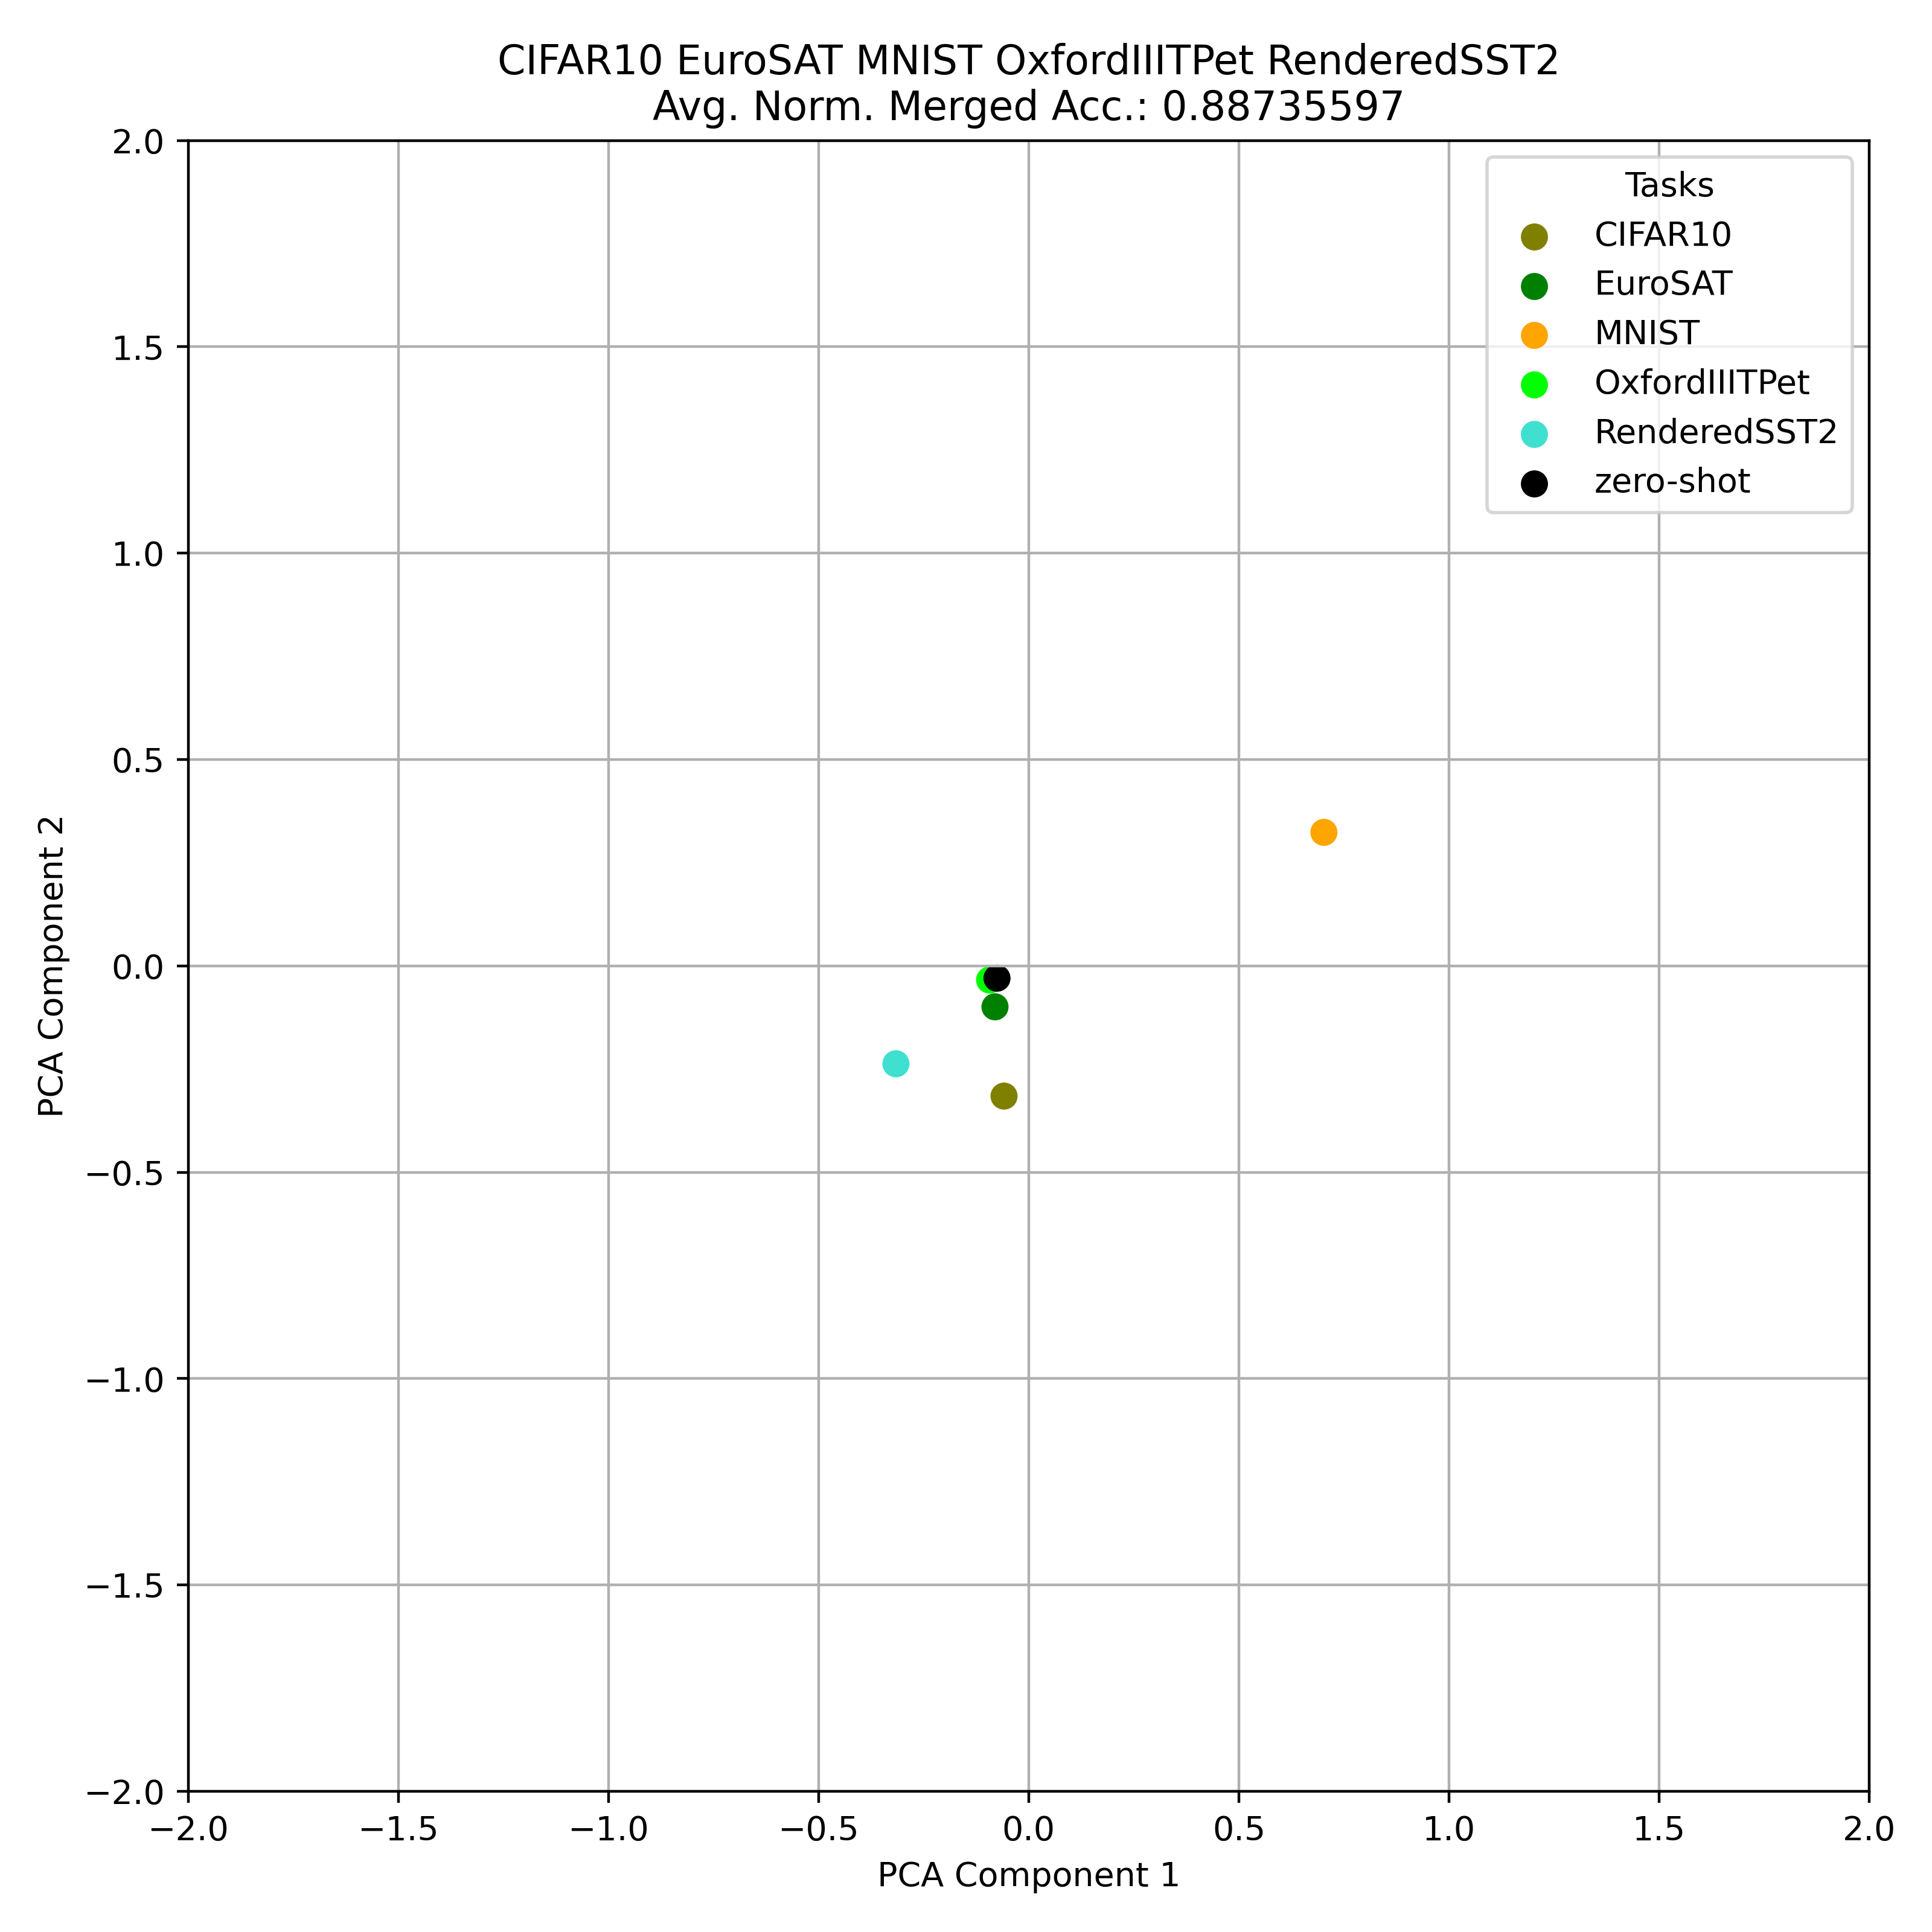 CIFAR10 EuroSAT MNIST OxfordIIITPet RenderedSST2
Avg. Norm. Merged Acc.: 0.88735597
Tasks
CIFAR10
EuroSAT
MNIST
OxfordIIITPet
RenderedSST2
zero-shot
2.0
1.5
1.0
0.5
0.0
−0.5
−1.0
−1.5
−2.0
PCA Component 2
−2.0 −1.5 −1.0 −0.5 0.0 0.5 1.0 1.5 2.0
PCA Component 1